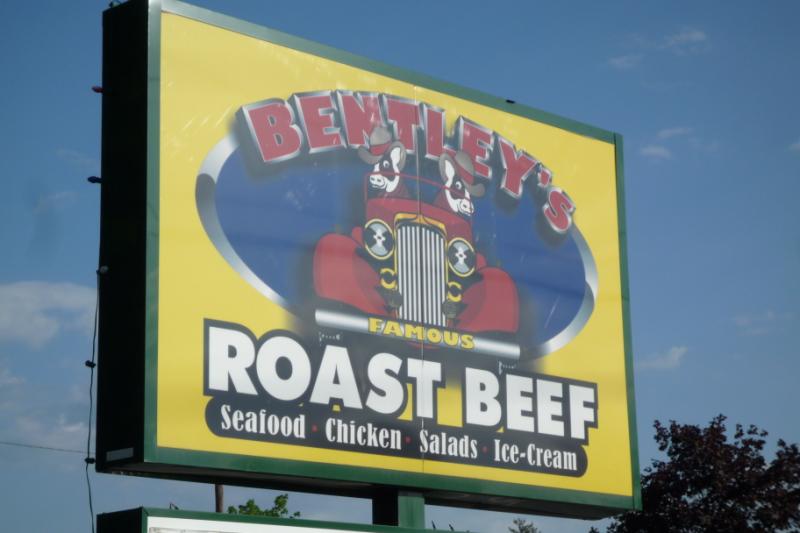 BENTLEY'S
FAMOUS
ROAST BEEF
Seafood · Chicken · Salads · Ice-Cream